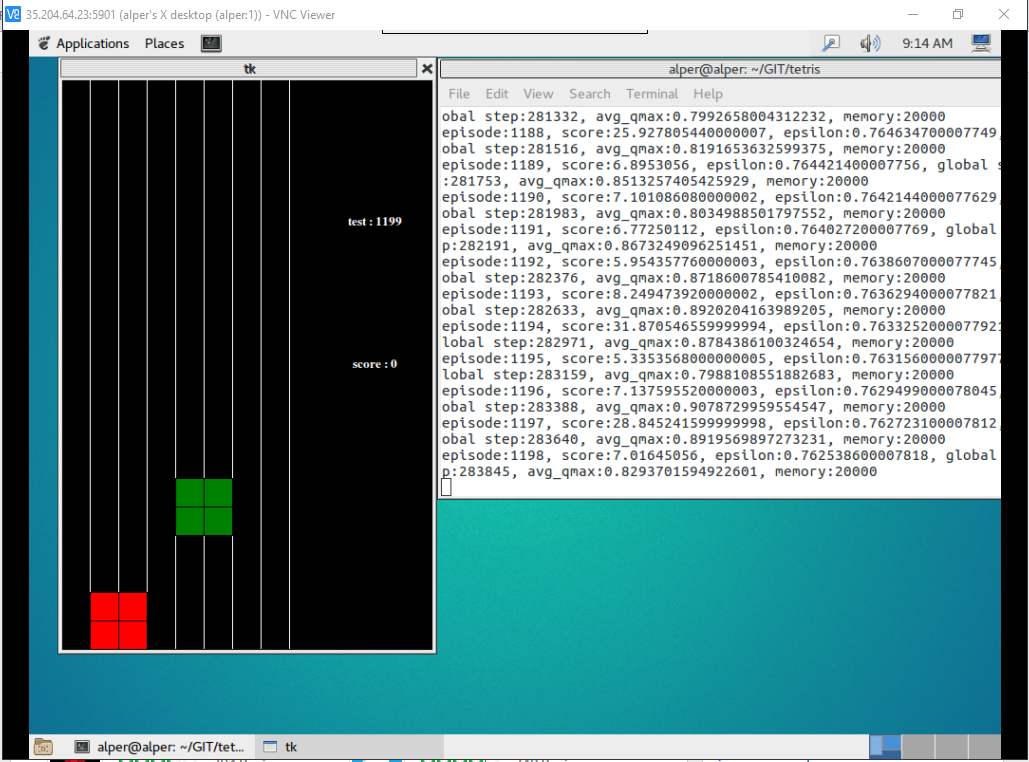 35.204.64.23:5901 (alper's X desktop (alper:1)) - VNC Viewer
Applications Places
9:14 AM
tk
test : 1199
score : 0
alper@alper: ~/GIT/tetris
File Edit View Search Terminal Help
obal step:281332, avg_qmax:0.7992658004312232, memory:20000
episode:1188, score:25.927805440000007, epsilon:0.764634700007749,
obal step:281516, avg_qmax:0.8191653632599375, memory:20000
episode:1189, score:6.8953056, epsilon:0.764421400007756, global s
:281753, avg_qmax:0.8513257405425929, memory:20000
episode:1190, score:7.101086080000002, epsilon:0.7642144000077629,
obal step:281983, avg_qmax:0.8034988501797552, memory:20000
episode:1191, score:6.77250112, epsilon:0.764027200007769, global
p:282191, avg_qmax:0.8673249096251451, memory:20000
episode:1192, score:5.954357760000003, epsilon:0.7638607000077745,
obal step:282376, avg_qmax:0.8718600785410082, memory:20000
episode:1193, score:8.249473920000002, epsilon:0.7636294000077821,
obal step:282633, avg_qmax:0.8920204163989205, memory:20000
episode:1194, score:31.870546559999994, epsilon:0.7633252000077921
lobal step:282971, avg_qmax:0.8784386100324654, memory:20000
episode:1195, score:5.3353568000000005, epsilon:0.7631560000077977
lobal step:283159, avg_qmax:0.7988108551882683, memory:20000
episode:1196, score:7.137595520000003, epsilon:0.7629499000078045,
obal step:283388, avg_qmax:0.9078729959554547, memory:20000
episode:1197, score:28.845241599999998, epsilon:0.762723100007812,
obal step:283640, avg_qmax:0.8919569897273231, memory:20000
episode:1198, score:7.01645056, epsilon:0.762538600007818, global
p:283845, avg_qmax:0.8293701594922601, memory:20000
alper@alper: ~/GIT/tet...
tk